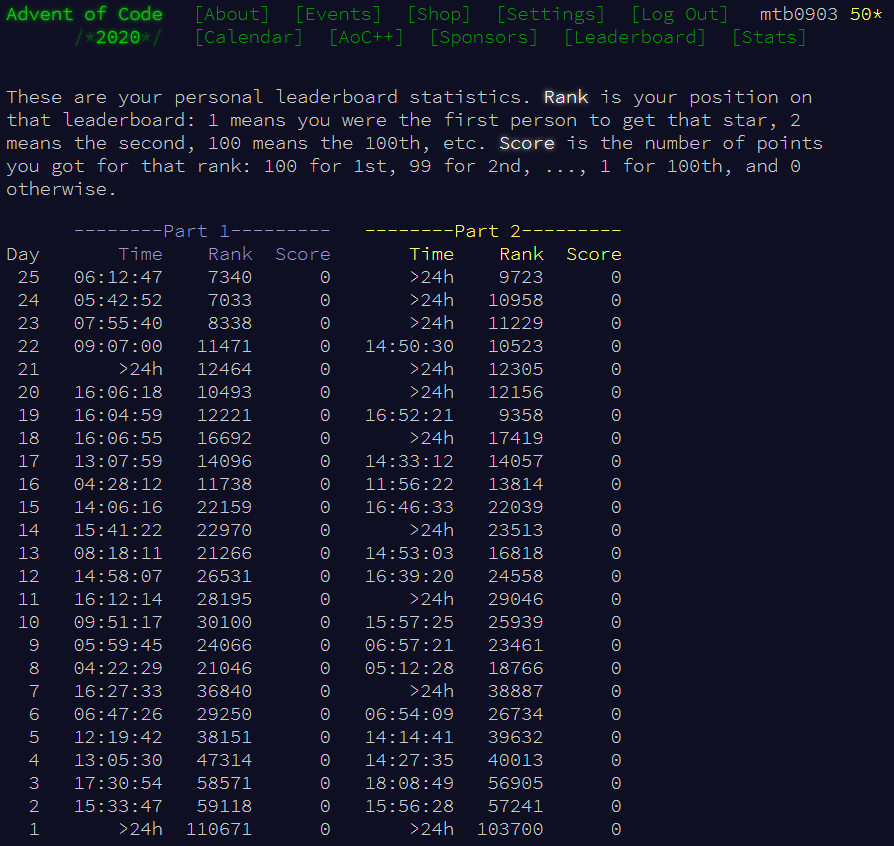 Advent of Code [About] [Events] [Shop] [Settings] [Log Out] mtb0903 50*
/*2020*/ [Calendar] [AoC++] [Sponsors] [Leaderboard] [Stats]
These are your personal leaderboard statistics. Rank is your position on
that leaderboard: 1 means you were the first person to get that star, 2
means the second, 100 means the 100th, etc. Score is the number of points
you got for that rank: 100 for 1st, 99 for 2nd, ..., 1 for 100th, and 0
otherwise.
--------Part 1--------- --------Part 2---------
Day Time Rank Score Time Rank Score
25 06:12:47 7340 0 >24h 9723 0
24 05:42:52 7033 0 >24h 10958 0
23 07:55:40 8338 0 >24h 11229 0
22 09:07:00 11471 0 14:50:30 10523 0
21 >24h 12464 0 >24h 12305 0
20 16:06:18 10493 0 >24h 12156 0
19 16:04:59 12221 0 16:52:21 9358 0
18 16:06:55 16692 0 >24h 17419 0
17 13:07:59 14096 0 14:33:12 14057 0
16 04:28:12 11738 0 11:56:22 13814 0
15 14:06:16 22159 0 16:46:33 22039 0
14 15:41:22 22970 0 >24h 23513 0
13 08:18:11 21266 0 14:53:03 16818 0
12 14:58:07 26531 0 16:39:20 24558 0
11 16:12:14 28195 0 >24h 29046 0
10 09:51:17 30100 0 15:57:25 25939 0
9 05:59:45 24066 0 06:57:21 23461 0
8 04:22:29 21046 0 05:12:28 18766 0
7 16:27:33 36840 0 >24h 38887 0
6 06:47:26 29250 0 06:54:09 26734 0
5 12:19:42 38151 0 14:14:41 39632 0
4 13:05:30 47314 0 14:27:35 40013 0
3 17:30:54 58571 0 18:08:49 56905 0
2 15:33:47 59118 0 15:56:28 57241 0
1 >24h 110671 0 >24h 103700 0